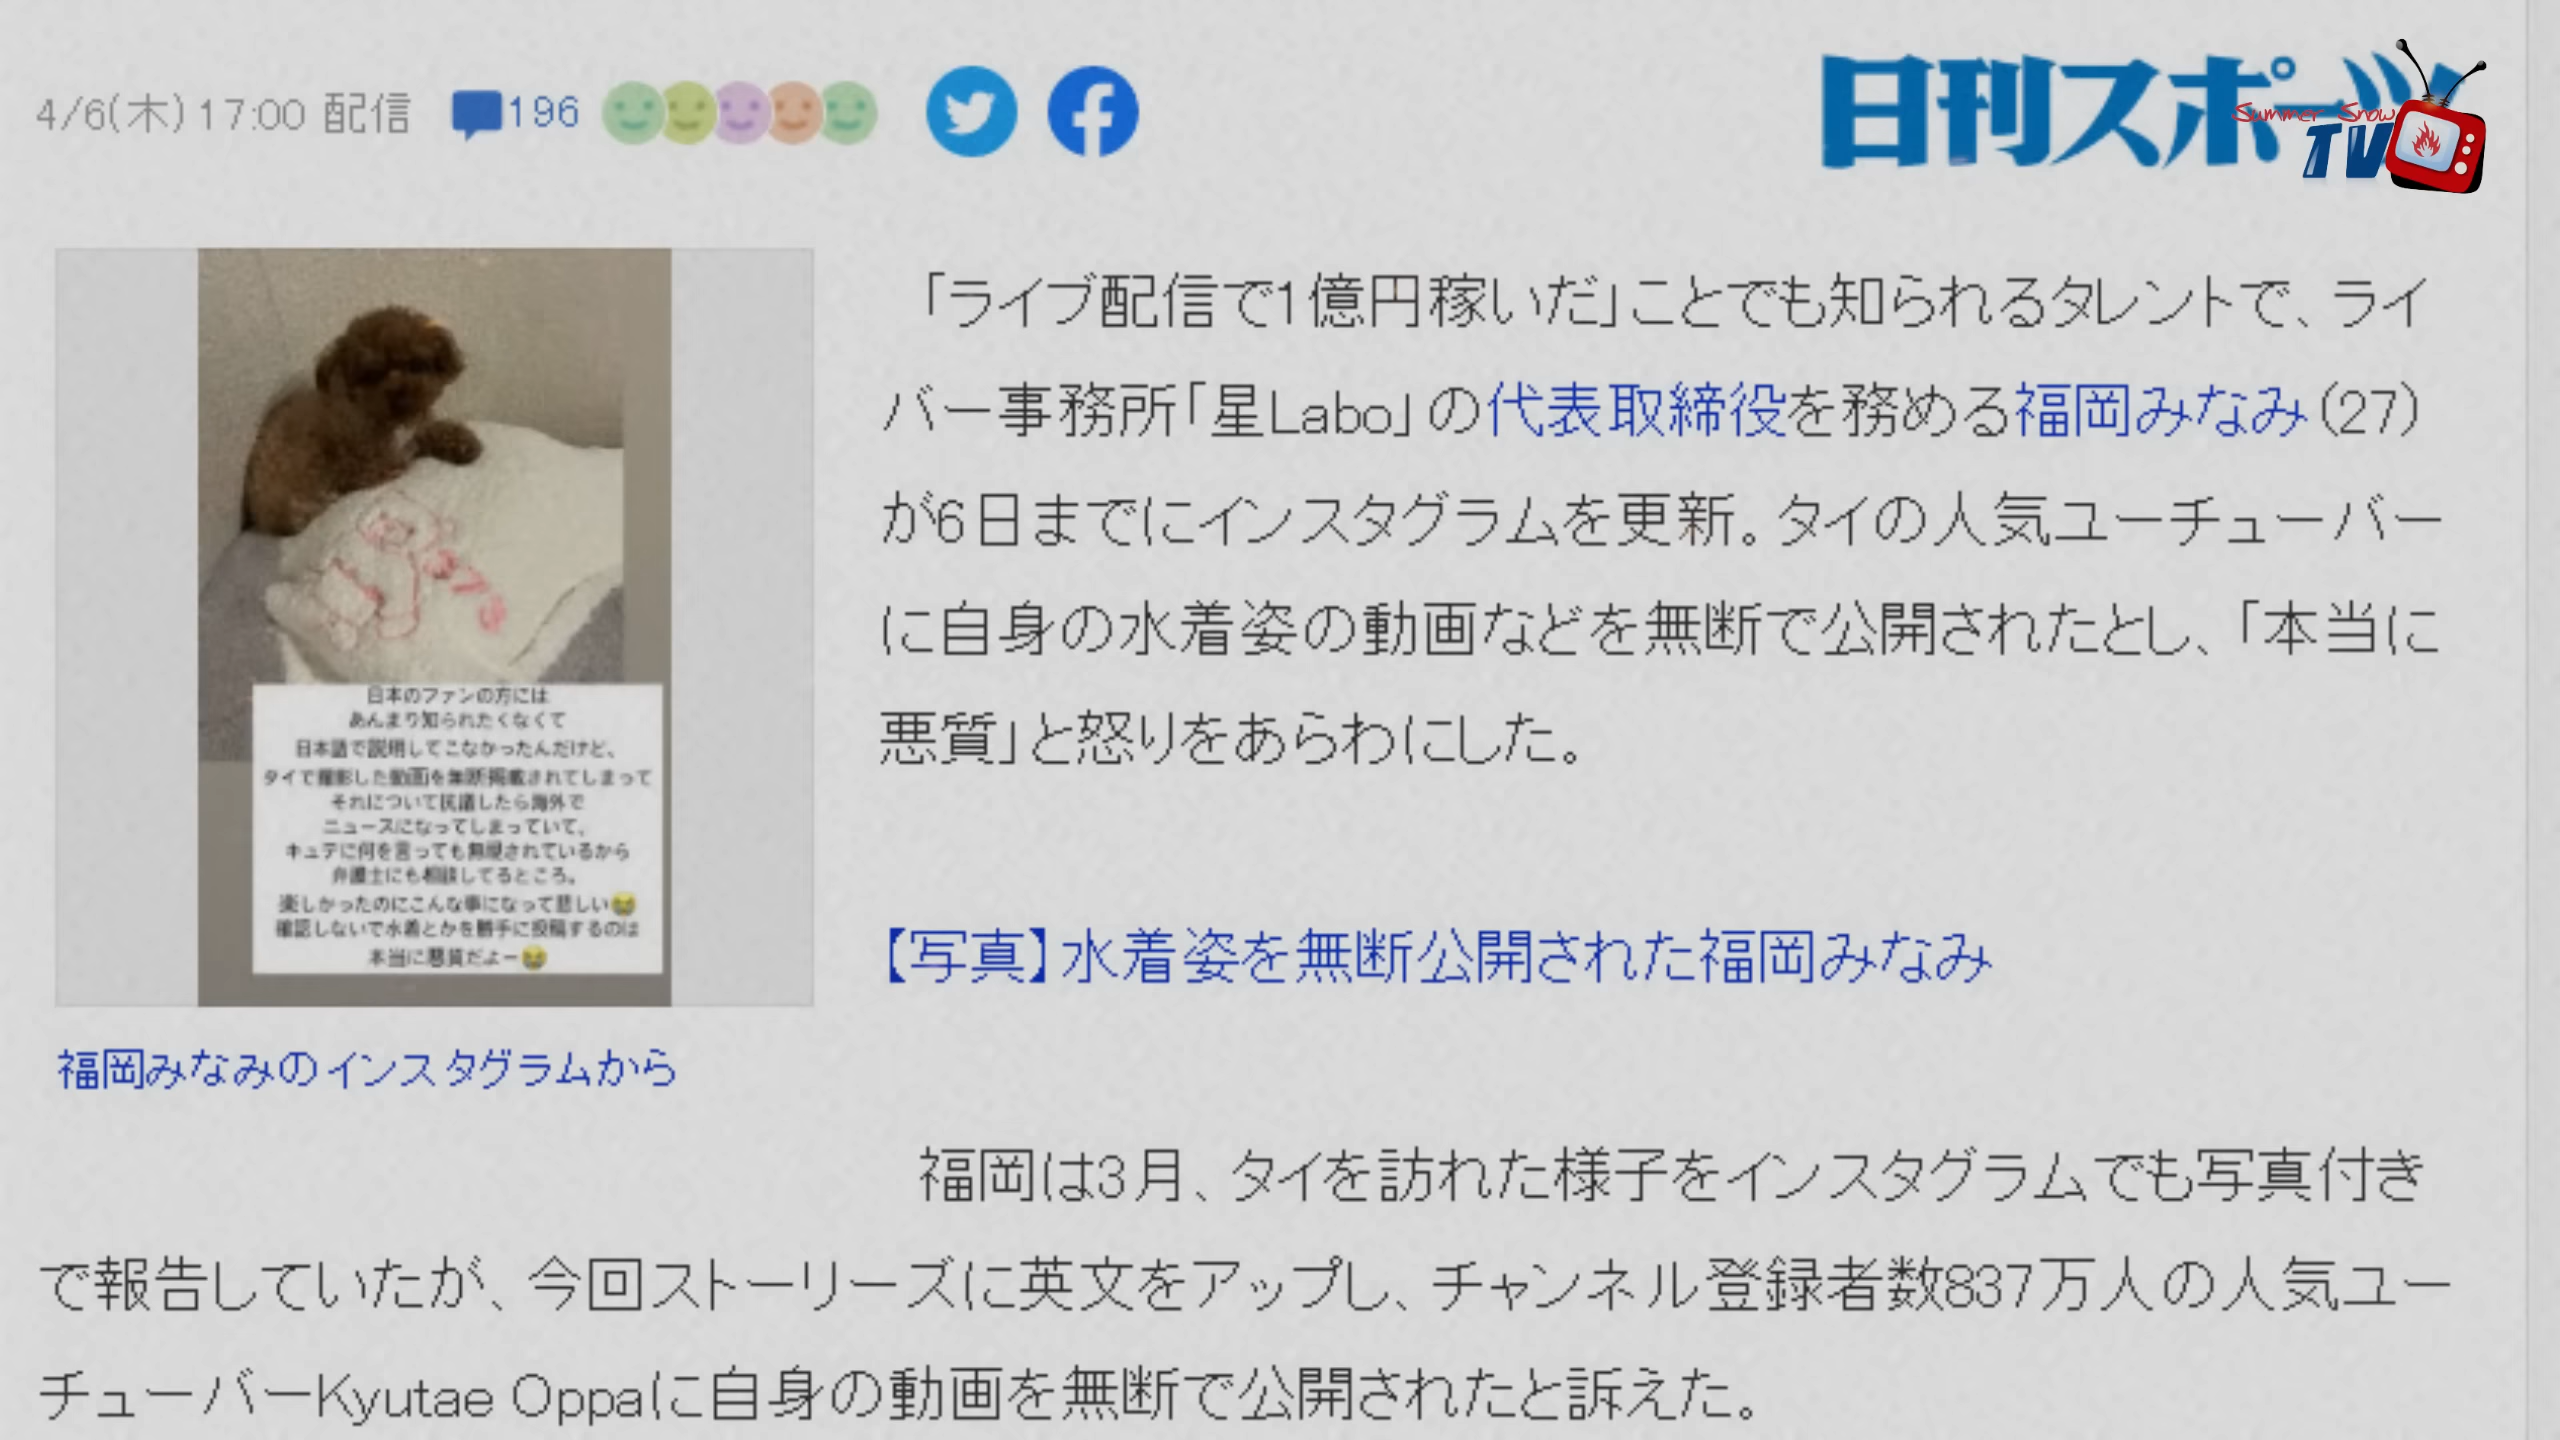 4/6(木) 17:00 配信
196
日刊スポーツ
Summer Snow
TV
「ライブ配信で1億円稼いだ」ことでも知られるタレントで、ライ
バー事務所「星Labo」の代表取締役を務める福岡みなみ(27)
が6日までにインスタグラムを更新。タイの人気ユーチューバー
に自身の水着姿の動画などを無断で公開されたとし、「本当に
悪質」と怒りをあらわにした。
【写真】水着姿を無断公開された福岡みなみ
日本のファンの方には
あんまり知られたくなくて
日本語で説明してこなかったんだけど、
タイで撮影した動画を無断掲載されてしまって
それについて抗議したら海外で
ニュースになってしまっていて、
キュテに何を言っても無視されているから
弁護士にも相談してるところ。
楽しかったのにこんな事になって悲しい😭
確認しないで水着とかを勝手に投稿するのは
本当に悪質だよー😭
福岡みなみのインスタグラムから
福岡は3月、タイを訪れた様子をインスタグラムでも写真付き
で報告していたが、今回ストーリーズに英文をアップし、チャンネル登録者数837万人の人気ユー
チューバーKyutae Oppaに自身の動画を無断で公開されたと訴えた。